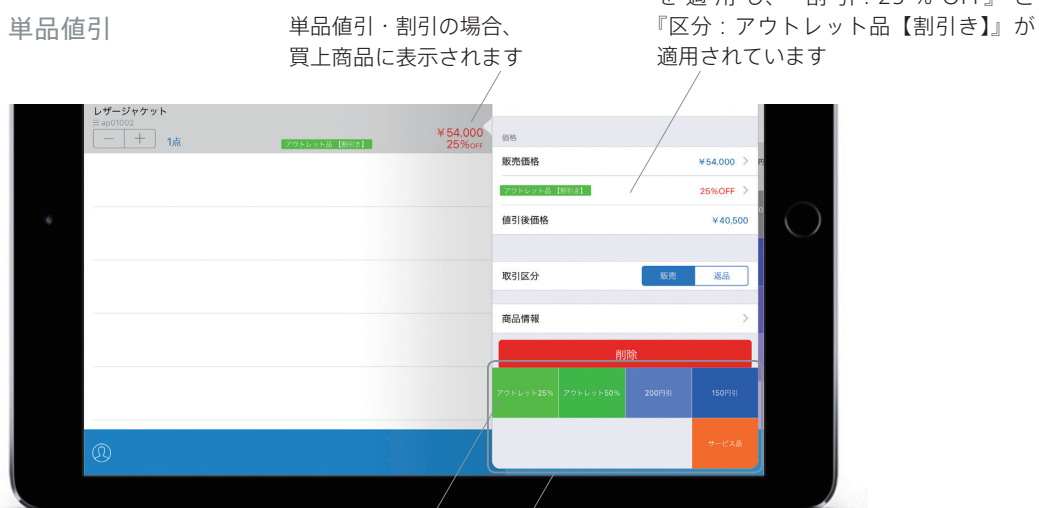 単品値引
単品値引・割引の場合、
買上商品に表示されます
『区分：アウトレット品【割引き】』が
適用されています
レザージャケット
ap01002
1点
アウトレット品 【割引き】
¥54,000
25%OFF
価格
販売価格
¥54,000
アウトレット品 【割引き】
25%OFF
値引後価格
¥40,500
取引区分
販売
返品
商品情報
削除
アウトレット25%
アウトレット50%
200円引
150円引
サービス品